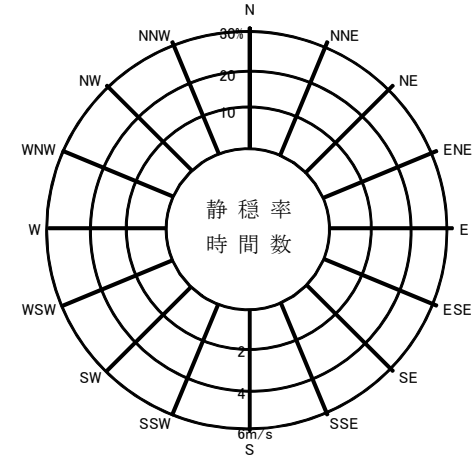 N
NNW NNE
30%
NW NE
20
10
WNW ENE
静穏率
W E
時間数
WSW ESE
2
SW SE
4
SSW SSE
6m/s
S